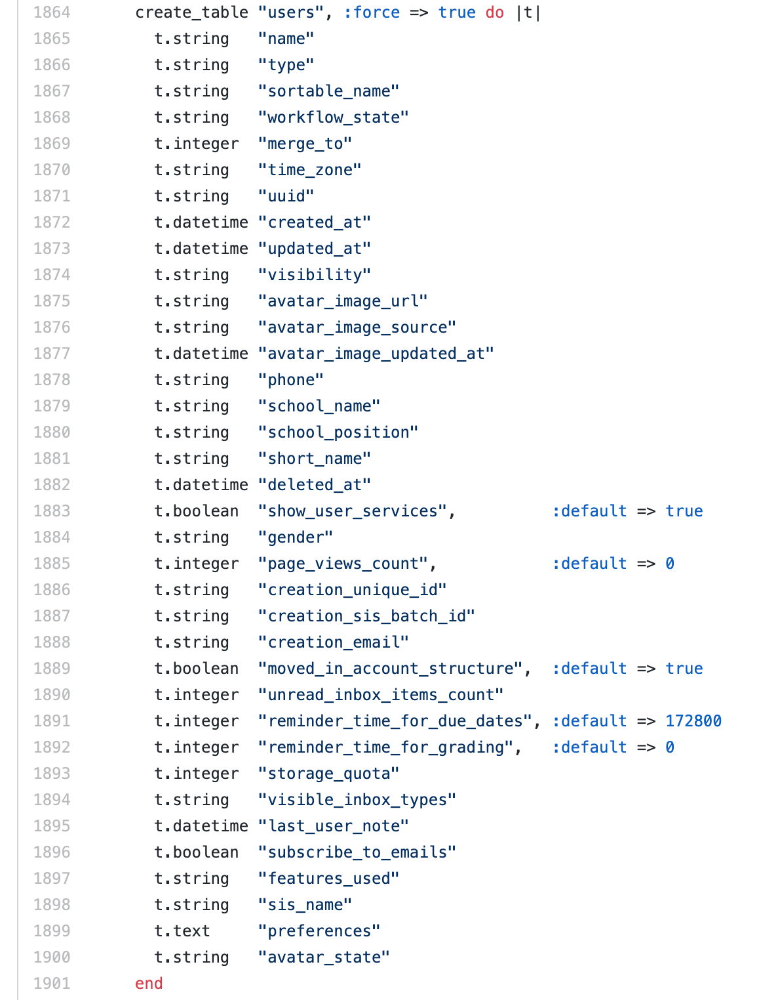 1864 create_table "users", :force => true do |t|
1865 t.string "name"
1866 t.string "type"
1867 t.string "sortable_name"
1868 t.string "workflow_state"
1869 t.integer "merge_to"
1870 t.string "time_zone"
1871 t.string "uuid"
1872 t.datetime "created_at"
1873 t.datetime "updated_at"
1874 t.string "visibility"
1875 t.string "avatar_image_url"
1876 t.string "avatar_image_source"
1877 t.datetime "avatar_image_updated_at"
1878 t.string "phone"
1879 t.string "school_name"
1880 t.string "school_position"
1881 t.string "short_name"
1882 t.datetime "deleted_at"
1883 t.boolean "show_user_services", :default => true
1884 t.string "gender"
1885 t.integer "page_views_count", :default => 0
1886 t.string "creation_unique_id"
1887 t.string "creation_sis_batch_id"
1888 t.string "creation_email"
1889 t.boolean "moved_in_account_structure", :default => true
1890 t.integer "unread_inbox_items_count"
1891 t.integer "reminder_time_for_due_dates", :default => 172800
1892 t.integer "reminder_time_for_grading", :default => 0
1893 t.integer "storage_quota"
1894 t.string "visible_inbox_types"
1895 t.datetime "last_user_note"
1896 t.boolean "subscribe_to_emails"
1897 t.string "features_used"
1898 t.string "sis_name"
1899 t.text "preferences"
1900 t.string "avatar_state"
1901 end